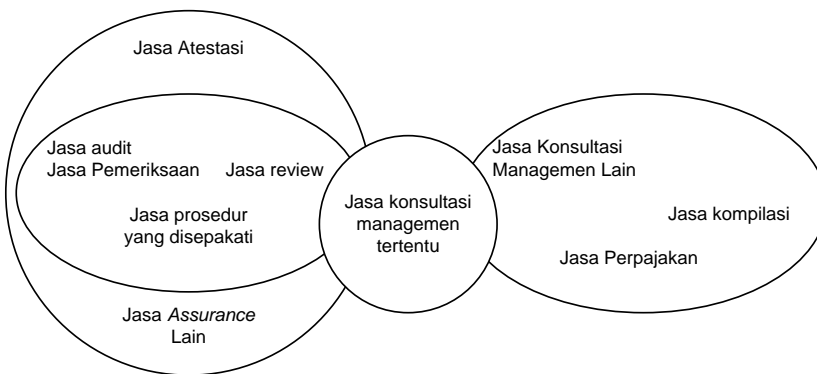 Jasa Atestasi
Jasa audit
Jasa Pemeriksaan
Jasa review
Jasa prosedur
yang disepakati
Jasa Assurance
Lain
Jasa konsultasi
managemen
tertentu
Jasa Konsultasi
Managemen Lain
Jasa kompilasi
Jasa Perpajakan